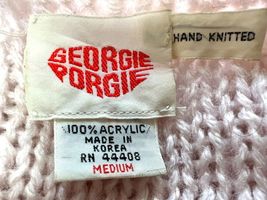 GEORGIE
PORGIE
HAND KNITTED
100% ACRYLIC
MADE IN
KOREA
RN 44408
MEDIUM